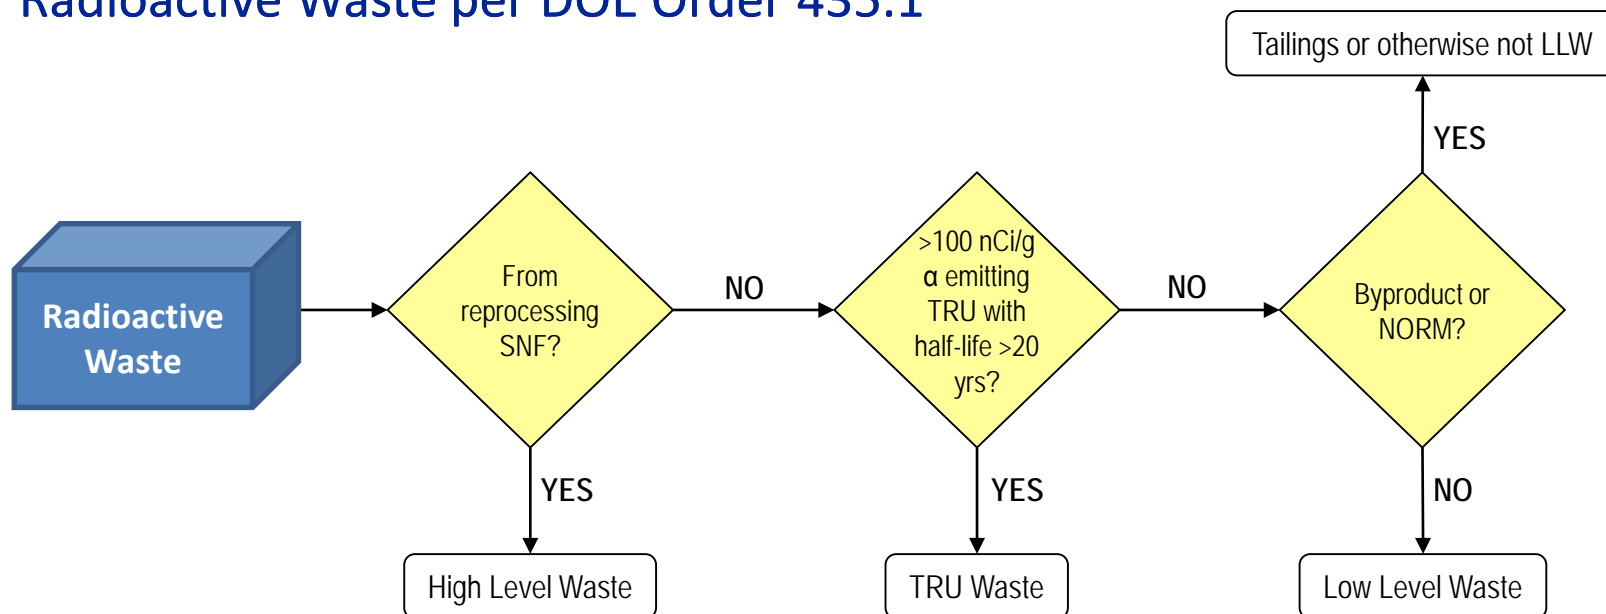 Radioactive Waste per DOE Order 435.1
Tailings or otherwise not LLW
YES
Radioactive
Waste
From
reprocessing
SNF?
NO
>100 nCi/g
α emitting
TRU with
half-life >20
yrs?
NO
Byproduct or
NORM?
YES
YES
NO
High Level Waste
TRU Waste
Low Level Waste